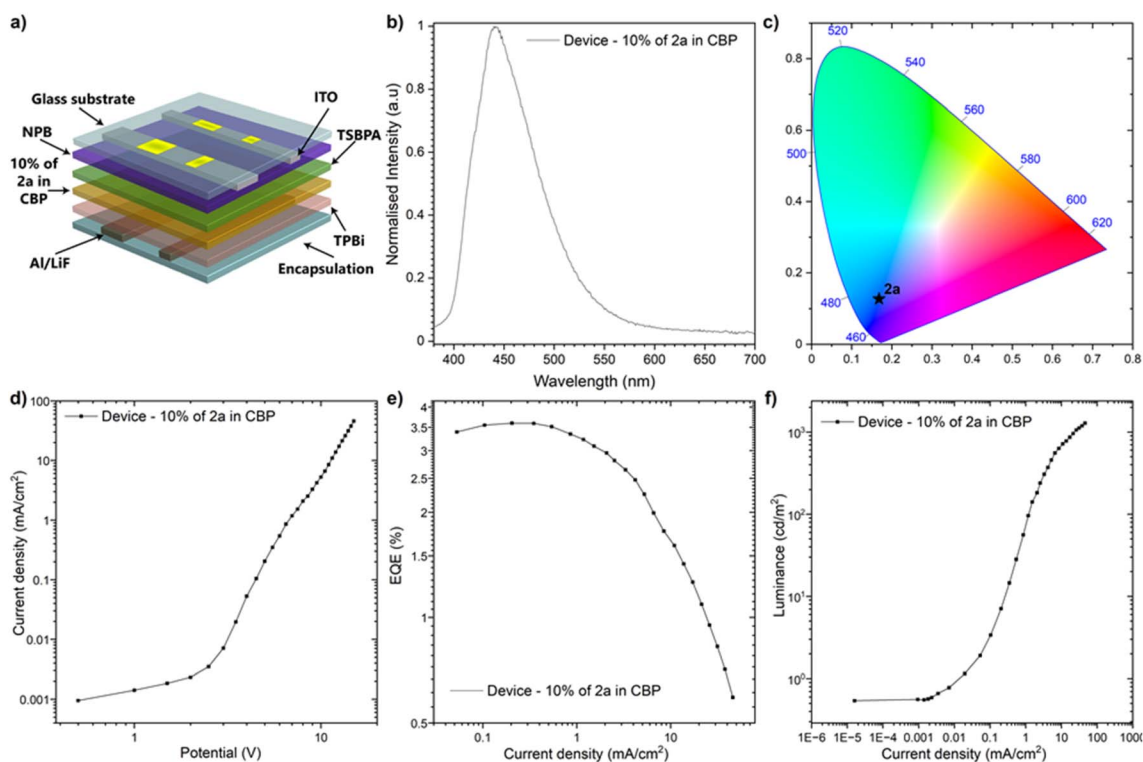 a)
Glass substrate
ITO
NPB
TSBPA
10% of
2a in
CBP
Al/LiF
TPBi
Encapsulation
b)
Device - 10% of 2a in CBP
Normalised Intensity (a.u)
1
0.8
0.6
0.4
0.2
0
400 450 500 550 600 650 700
Wavelength (nm)
c)
0.8
0.6
0.4
0.2
0
0 0.1 0.2 0.3 0.4 0.5 0.6 0.7 0.8
520
540
560
580
600
620
500
480
460
2a
d)
Device - 10% of 2a in CBP
Current density (mA/cm²)
100
10
1
0.1
0.01
0.001
1 10
Potential (V)
e)
Device - 10% of 2a in CBP
EQE (%)
4
3.5
3
2.5
2
1.5
1
0.5
0.1 1 10
Current density (mA/cm²)
f)
Device - 10% of 2a in CBP
Luminance (cd/m²)
10³
10²
10¹
10⁰
1E-6 1E-5 1E-4 0.001 0.01 0.1 1 10 100 1000
Current density (mA/cm²)